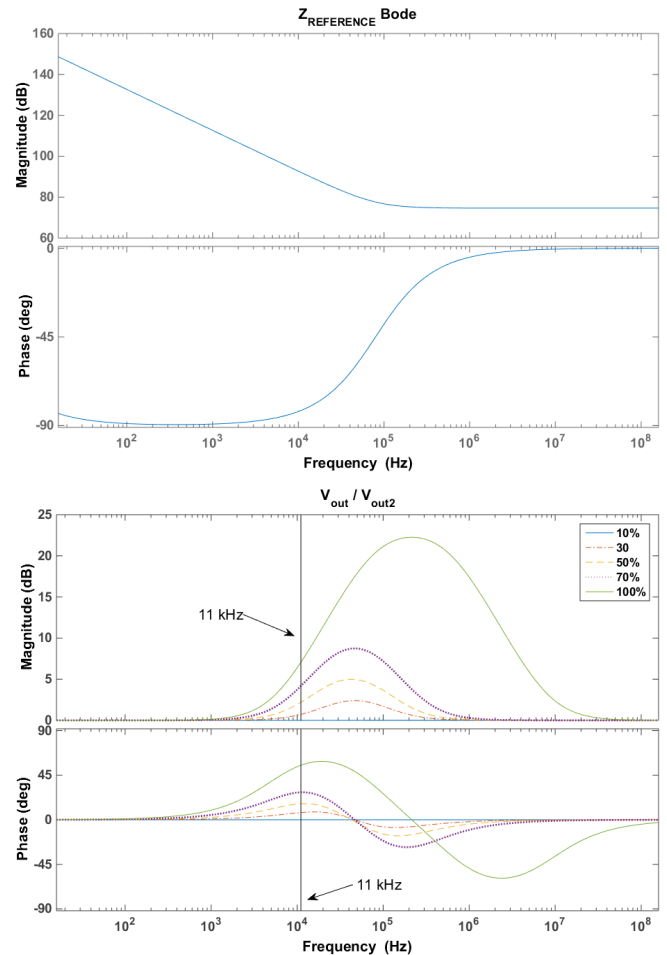 Z_REFERENCE Bode
Magnitude (dB)
160
140
120
100
80
60
Phase (deg)
0
-45
-90
10^2 10^3 10^4 10^5 10^6 10^7 10^8
Frequency (Hz)
V_out / V_out2
Magnitude (dB)
25
20
15
10
5
0
11 kHz
10%
30
50%
70%
100%
Phase (deg)
90
45
0
-45
-90
11 kHz
10^2 10^3 10^4 10^5 10^6 10^7 10^8
Frequency (Hz)